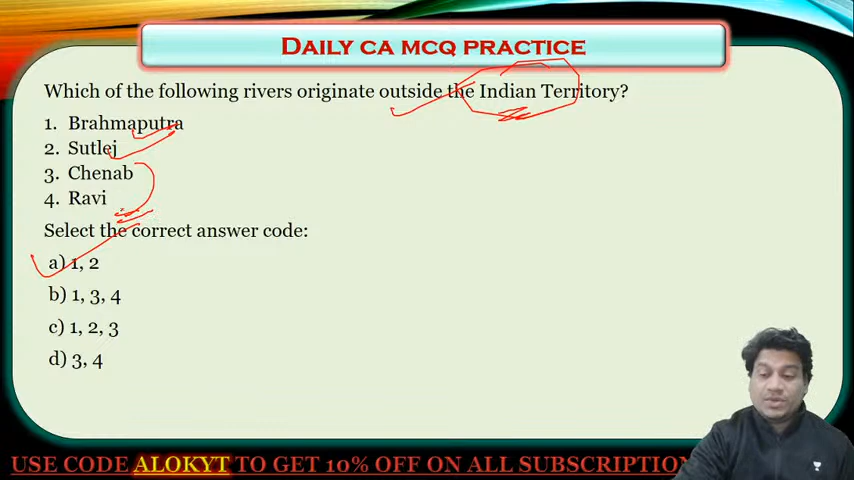 DAILY CA MCQ PRACTICE
Which of the following rivers originate outside the Indian Territory?
1. Brahmaputra
2. Sutlej
3. Chenab
4. Ravi
Select the correct answer code:
a) 1, 2
b) 1, 3, 4
c) 1, 2, 3
d) 3, 4
USE CODE ALOKYT TO GET 10% OFF ON ALL SUBSCRIPTION